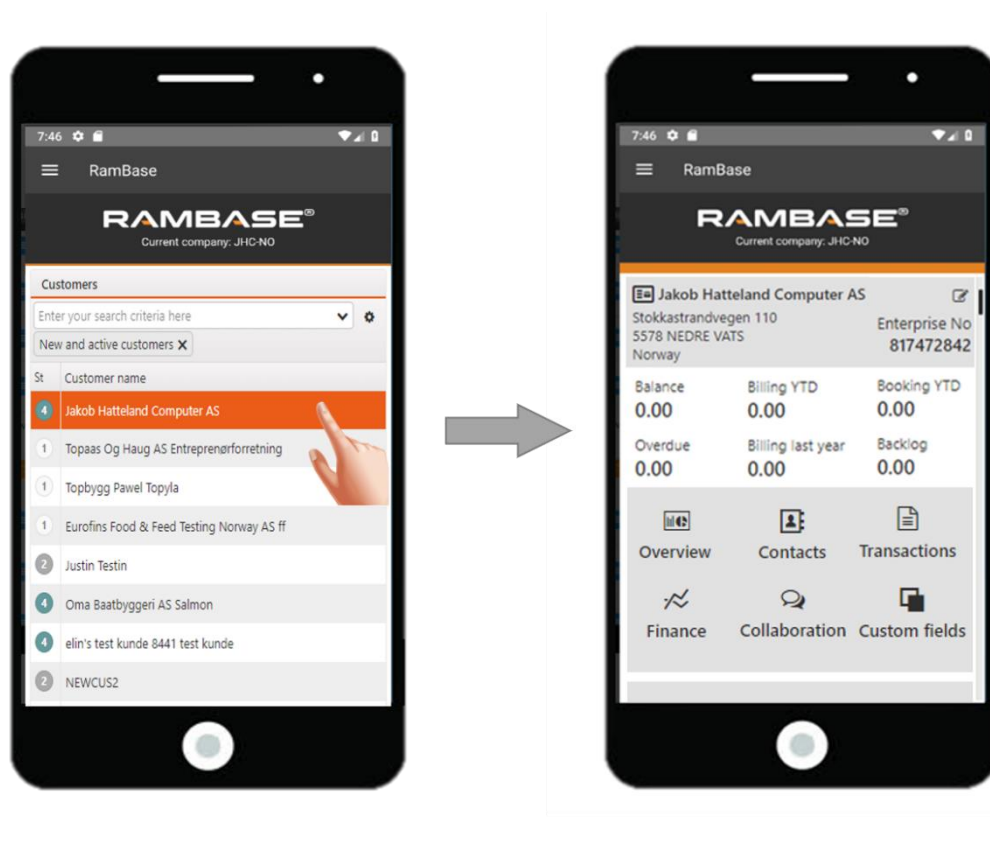 7:46
RamBase
RAMBASE®
Current company: JHC-NO
Customers
Enter your search criteria here
New and active customers X
St Customer name
4 Jakob Hatteland Computer AS
1 Topaas Og Haug AS Entreprenørforretning
1 Topbygg Pawel Topyla
1 Eurofins Food & Feed Testing Norway AS ff
2 Justin Testin
4 Oma Baatbyggeri AS Salmon
4 elin's test kunde 8441 test kunde
2 NEWCUS2
7:46
RamBase
RAMBASE®
Current company: JHC-NO
Jakob Hatteland Computer AS
Stokkastrandvegen 110
5578 NEDRE VATS
Norway
Enterprise No
817472842
Balance Billing YTD Booking YTD
0.00 0.00 0.00
Overdue Billing last year Backlog
0.00 0.00 0.00
Overview Contacts Transactions
Finance Collaboration Custom fields